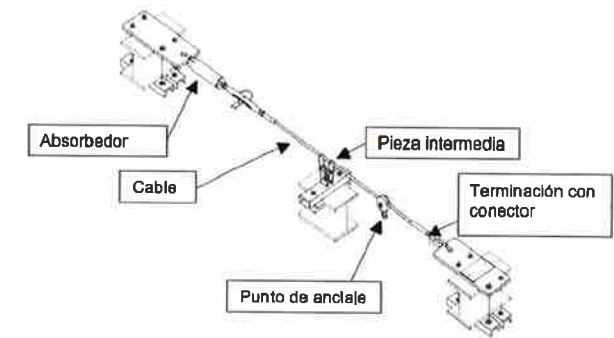 Absorbedor
Pieza intermedia
Cable
Terminación con
conector
Punto de anclaje